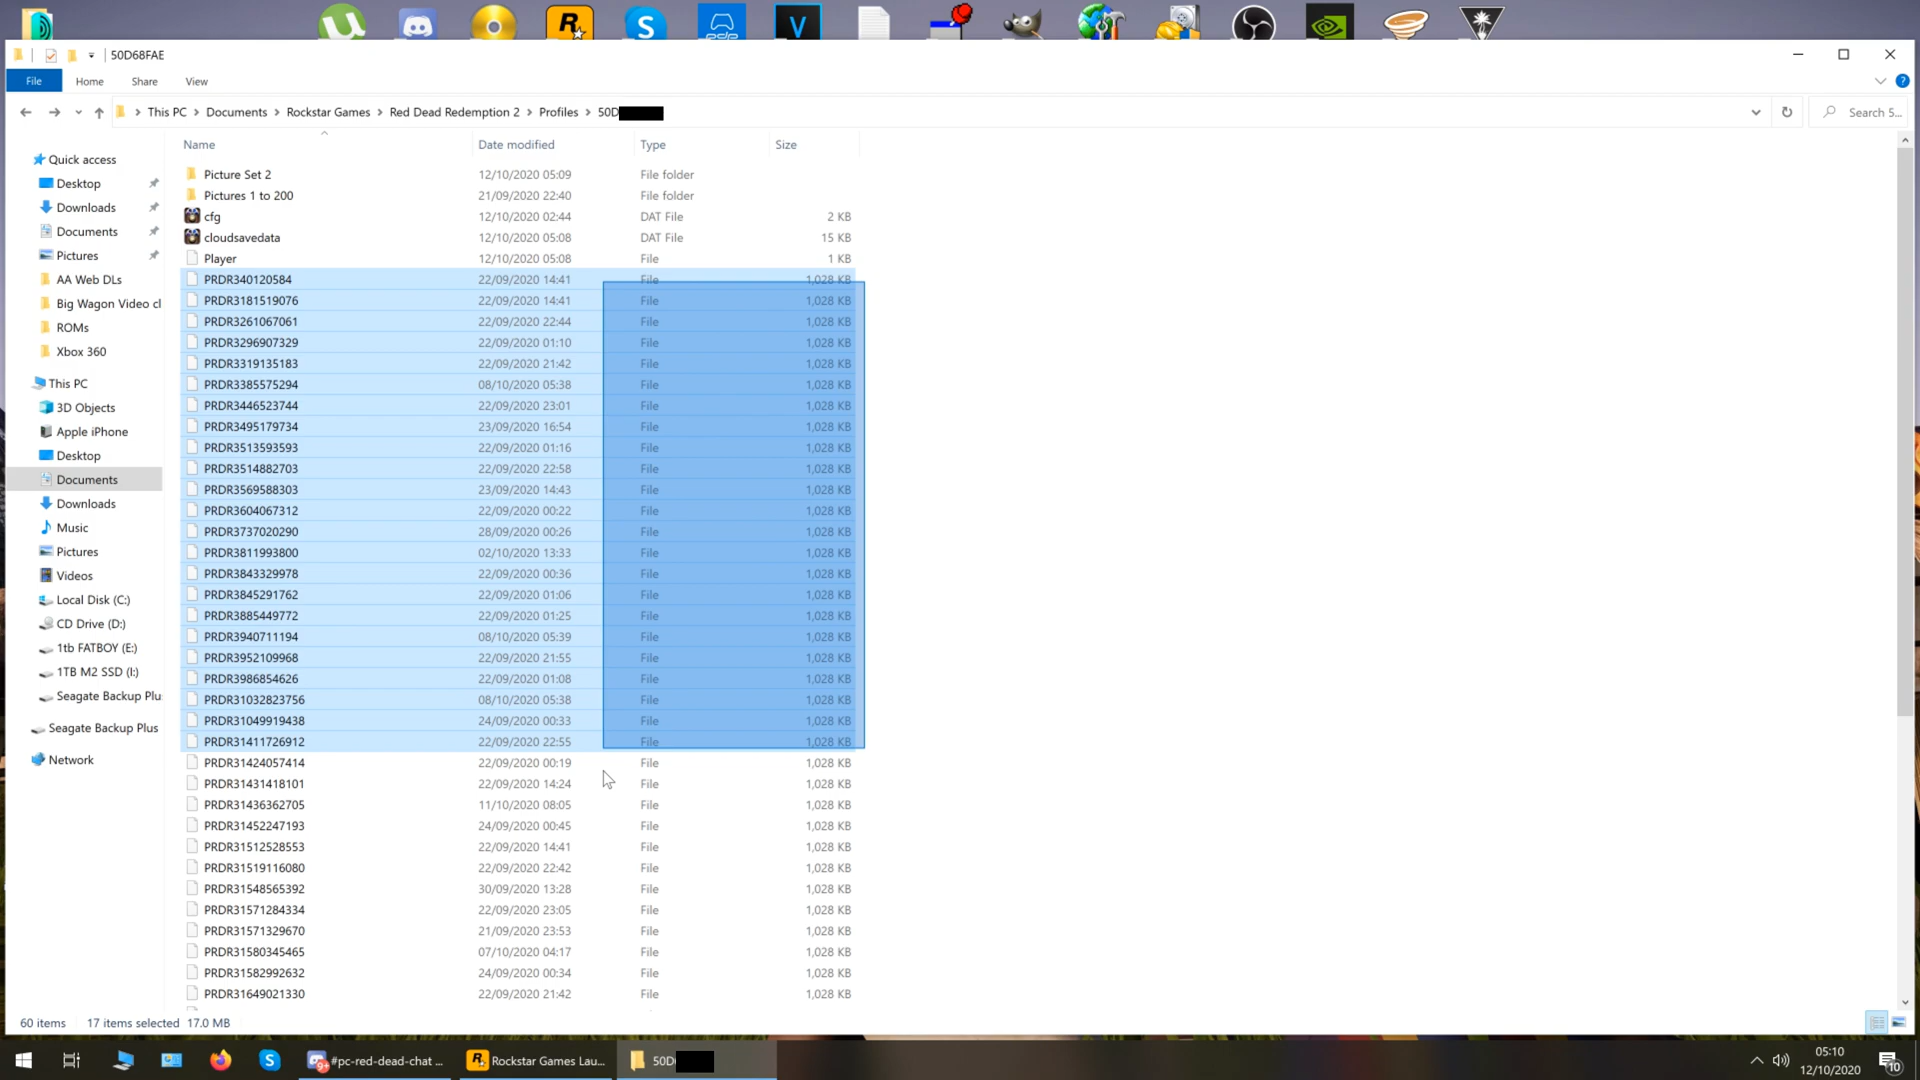 50D68FAE
File Home Share View
This PC > Documents > Rockstar Games > Red Dead Redemption 2 > Profiles > 50D
Search 5...
Name Date modified Type Size
Quick access
Desktop
Downloads
Documents
Pictures
AA Web DLs
Big Wagon Video cl
ROMs
Xbox 360
This PC
3D Objects
Apple iPhone
Desktop
Documents
Downloads
Music
Pictures
Videos
Local Disk (C:)
CD Drive (D:)
1tb FATBOY (E:)
1TB M2 SSD (I:)
Seagate Backup Plu
Seagate Backup Plus
Network
Picture Set 2 12/10/2020 05:09 File folder
Pictures 1 to 200 21/09/2020 22:40 File folder
cfg 12/10/2020 02:44 DAT File 2 KB
cloudsavedata 12/10/2020 05:08 DAT File 15 KB
Player 12/10/2020 05:08 File 1 KB
PRDR340120584 22/09/2020 14:41 File 1,028 KB
PRDR3181519076 22/09/2020 14:41 File 1,028 KB
PRDR3261067061 22/09/2020 22:44 File 1,028 KB
PRDR3296907329 22/09/2020 01:10 File 1,028 KB
PRDR3319135183 22/09/2020 21:42 File 1,028 KB
PRDR3385575294 08/10/2020 05:38 File 1,028 KB
PRDR3446523744 22/09/2020 23:01 File 1,028 KB
PRDR3495179734 23/09/2020 16:54 File 1,028 KB
PRDR3513593593 22/09/2020 01:16 File 1,028 KB
PRDR3514882703 22/09/2020 22:58 File 1,028 KB
PRDR3569588303 23/09/2020 14:43 File 1,028 KB
PRDR3604067312 22/09/2020 00:22 File 1,028 KB
PRDR3737020290 28/09/2020 00:26 File 1,028 KB
PRDR3811993800 02/10/2020 13:33 File 1,028 KB
PRDR3843329978 22/09/2020 00:36 File 1,028 KB
PRDR3845291762 22/09/2020 01:06 File 1,028 KB
PRDR3885449772 22/09/2020 01:25 File 1,028 KB
PRDR3940711194 08/10/2020 05:39 File 1,028 KB
PRDR3952109968 22/09/2020 21:55 File 1,028 KB
PRDR3986854626 22/09/2020 01:08 File 1,028 KB
PRDR31032823756 08/10/2020 05:38 File 1,028 KB
PRDR31049919438 24/09/2020 00:33 File 1,028 KB
PRDR31411726912 22/09/2020 22:55 File 1,028 KB
PRDR31424057414 22/09/2020 00:19 File 1,028 KB
PRDR31431418101 22/09/2020 14:24 File 1,028 KB
PRDR31436362705 11/10/2020 08:05 File 1,028 KB
PRDR31452247193 24/09/2020 00:45 File 1,028 KB
PRDR31512528553 22/09/2020 14:41 File 1,028 KB
PRDR31519116080 22/09/2020 22:42 File 1,028 KB
PRDR31548565392 30/09/2020 13:28 File 1,028 KB
PRDR31571284334 22/09/2020 23:05 File 1,028 KB
PRDR31571329670 21/09/2020 23:53 File 1,028 KB
PRDR31580345465 07/10/2020 04:17 File 1,028 KB
PRDR31582992632 24/09/2020 00:34 File 1,028 KB
PRDR31649021330 22/09/2020 21:42 File 1,028 KB
60 items 17 items selected 17.0 MB
#pc-red-dead-chat ... Rockstar Games Lau... 50D
05:10
12/10/2020
10